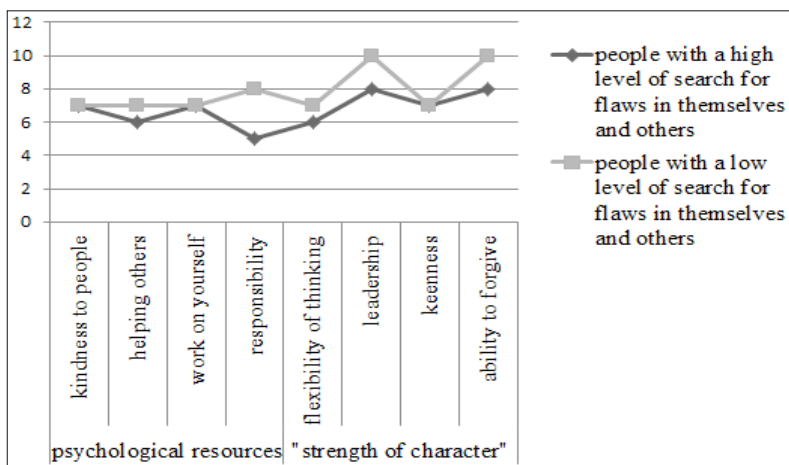 12
10
8
6
4
2
0
kindness to people
helping others
work on yourself
responsibility
flexibility of thinking
leadership
keenness
ability to forgive
psychological resources
"strength of character"
people with a high
level of search for
flaws in themselves
and others
people with a low
level of search for
flaws in themselves
and others